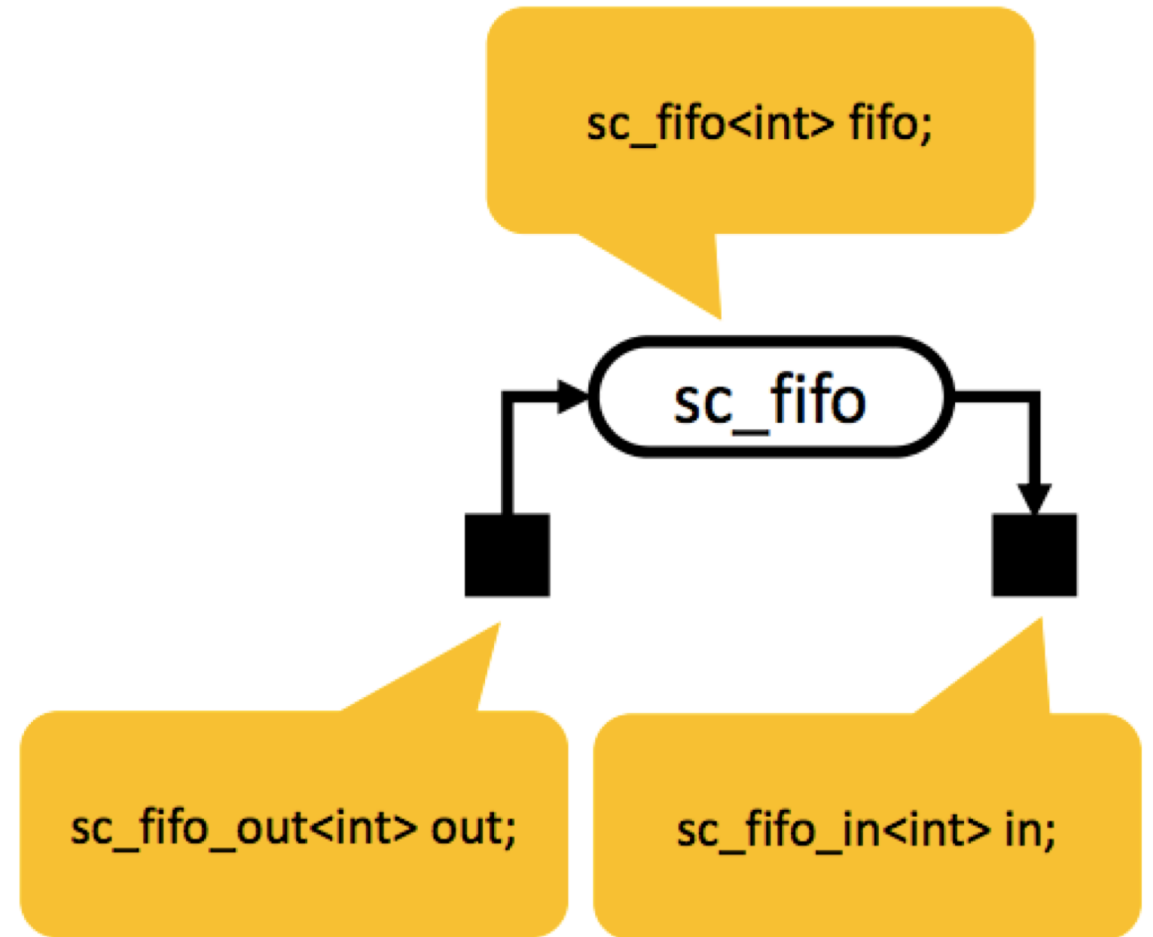 sc_fifo<int> fifo;
sc_fifo
sc_fifo_out<int> out;
sc_fifo_in<int> in;